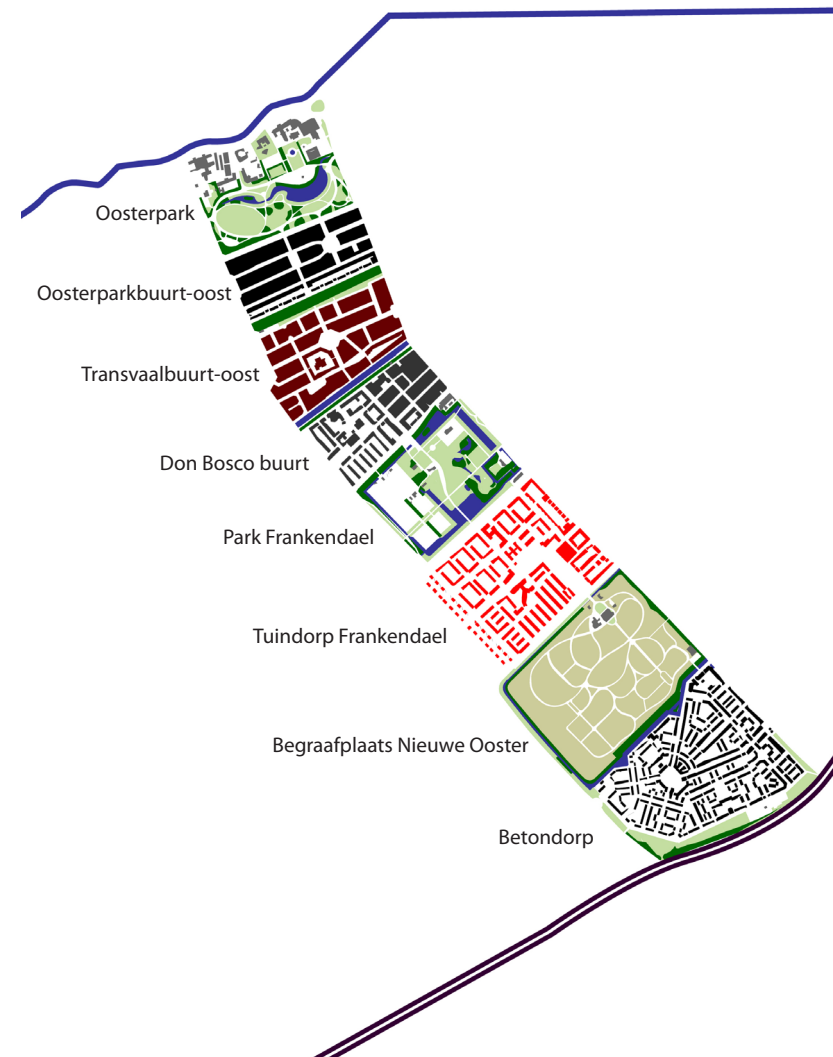 Oosterpark
Oosterparkbuurt-oost
Transvaalbuurt-oost
Don Bosco buurt
Park Frankendael
Tuindorp Frankendael
Begraafplaats Nieuwe Ooster
Betondorp